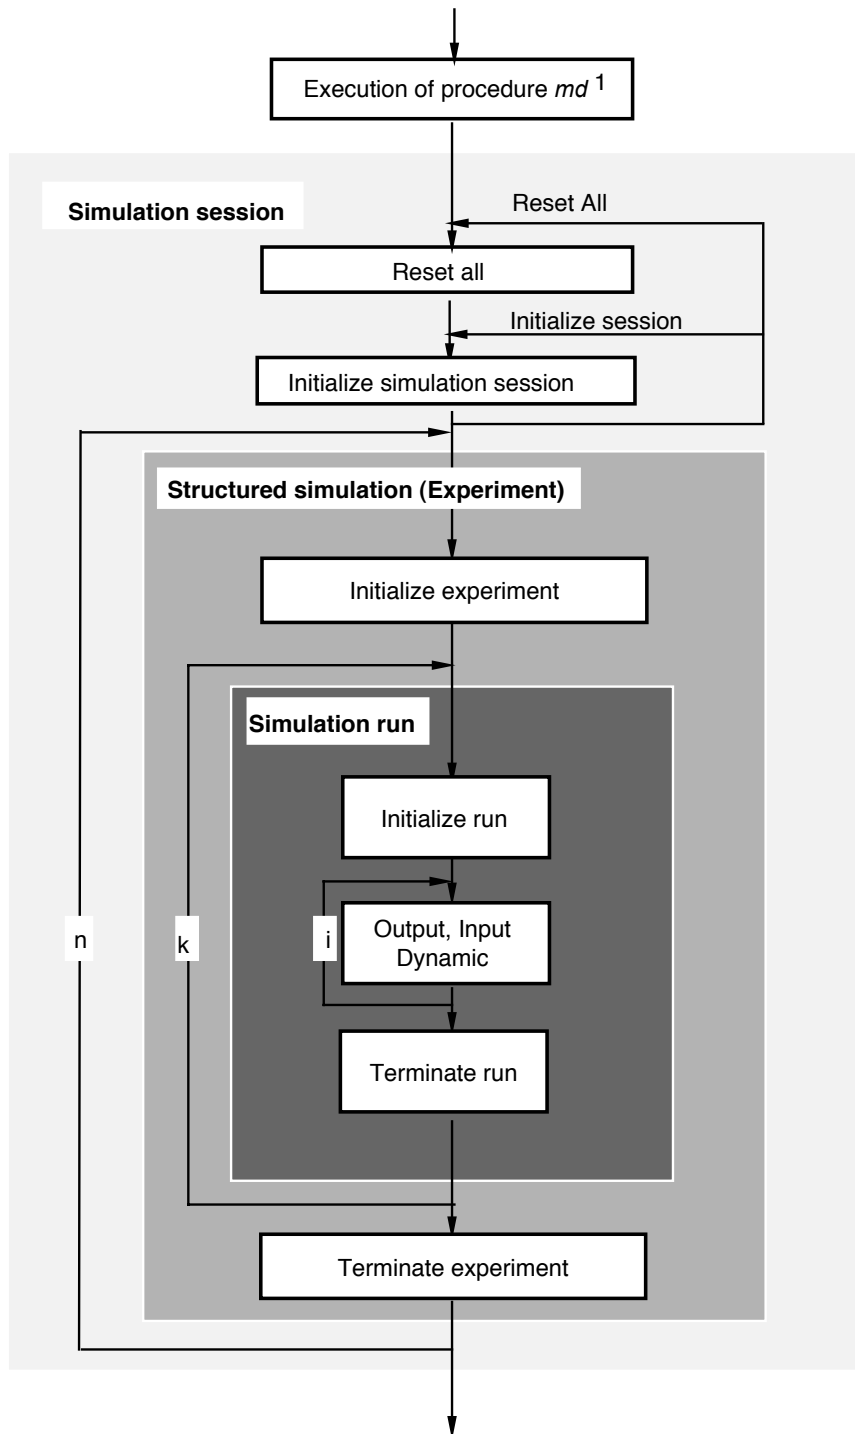 Execution of procedure md 1
Simulation session
Reset All
Reset all
Initialize session
Initialize simulation session
Structured simulation (Experiment)
Initialize experiment
Simulation run
Initialize run
n
k
i
Output, Input
Dynamic
Terminate run
Terminate experiment